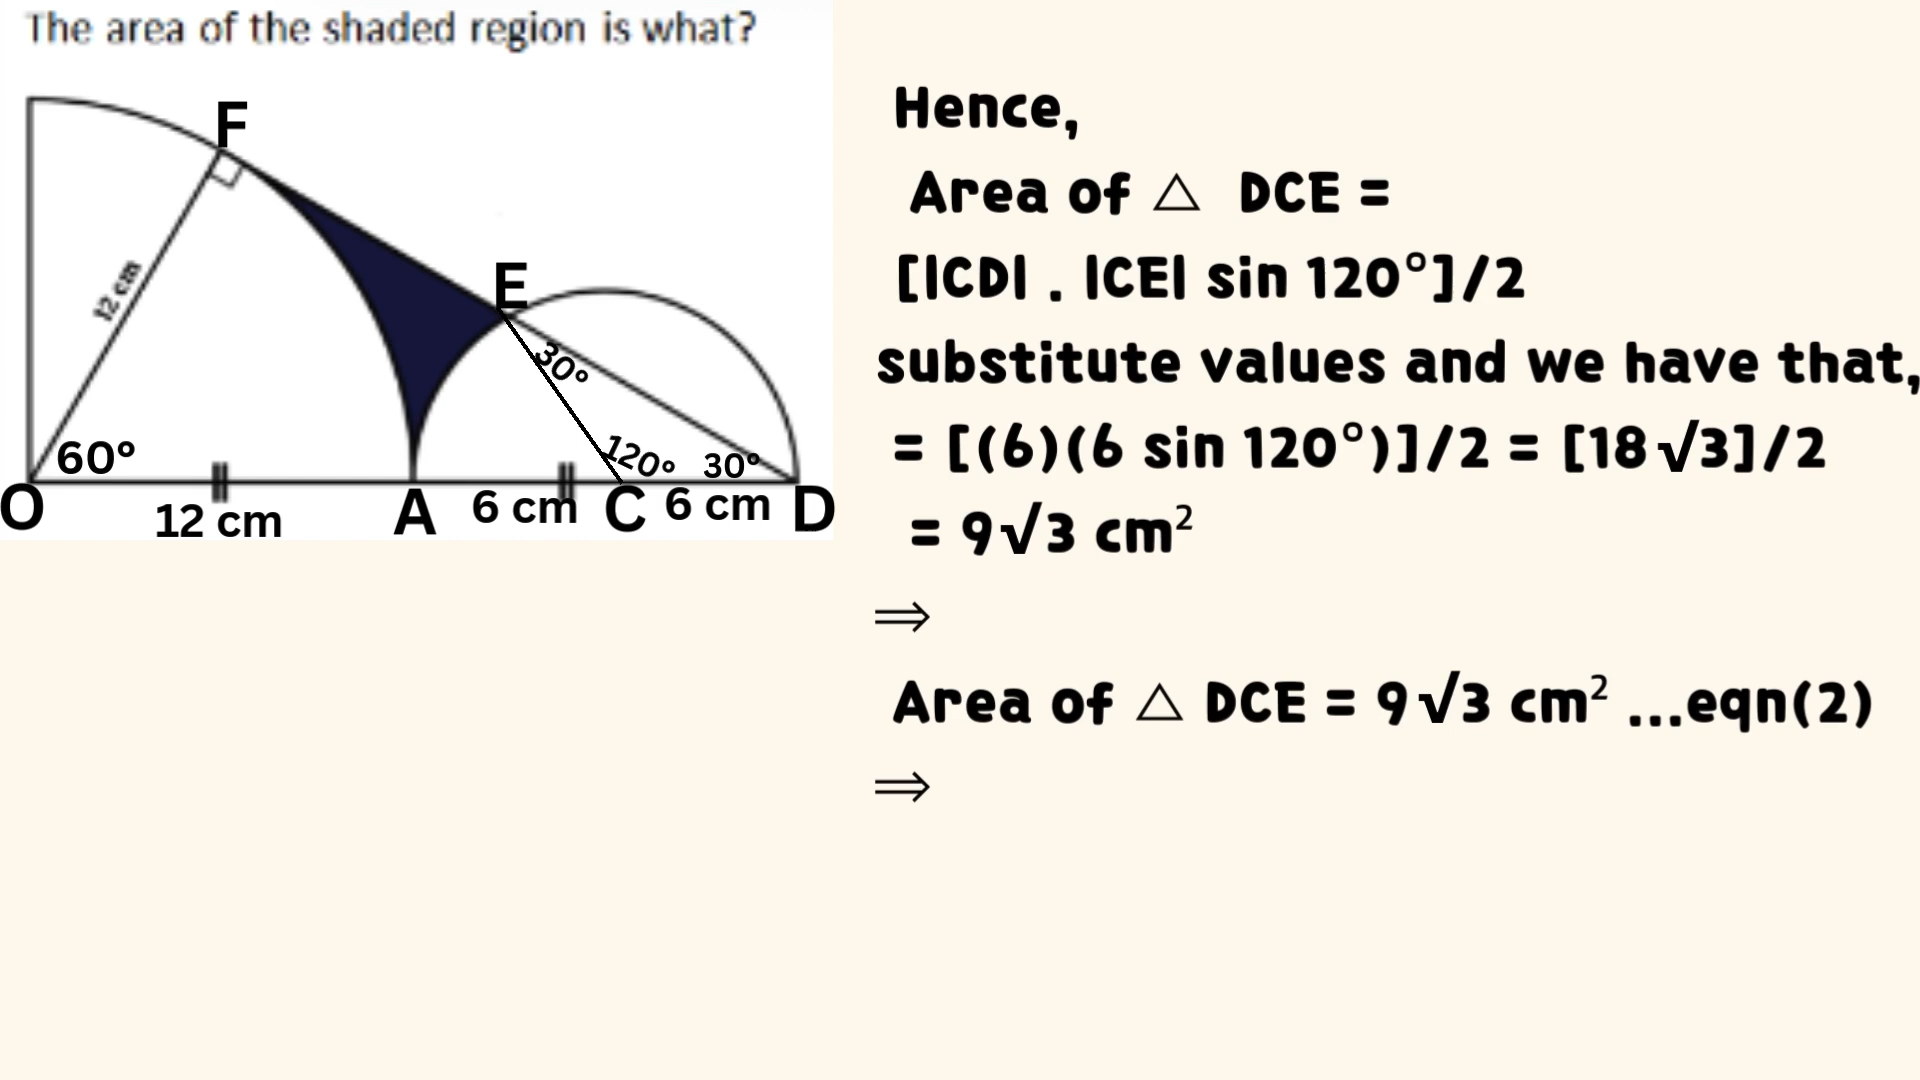 The area of the shaded region is what?
F
E
12 cm
30°
60°
120°
30°
O
12 cm
A
6 cm
C
6 cm
D
Hence,
Area of △ DCE =
[|CD| . |CE| sin 120°]/2
substitute values and we have that,
= [(6)(6 sin 120°)]/2 = [18√3]/2
= 9√3 cm²
⟹
Area of △ DCE = 9√3 cm² ...eqn(2)
⟹